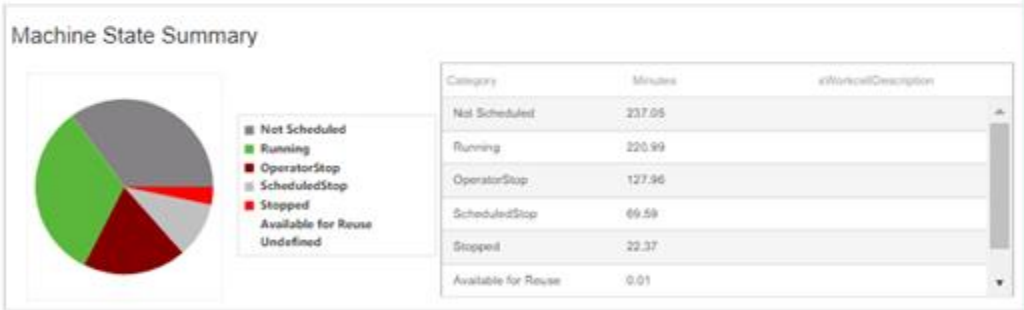 Machine State Summary
Not Scheduled
Running
OperatorStop
ScheduledStop
Stopped
Available for Reuse
Undefined
Category Minutes xWorkcellDescription
Not Scheduled 237.05
Running 220.99
OperatorStop 127.96
ScheduledStop 69.59
Stopped 22.37
Available for Reuse 0.01